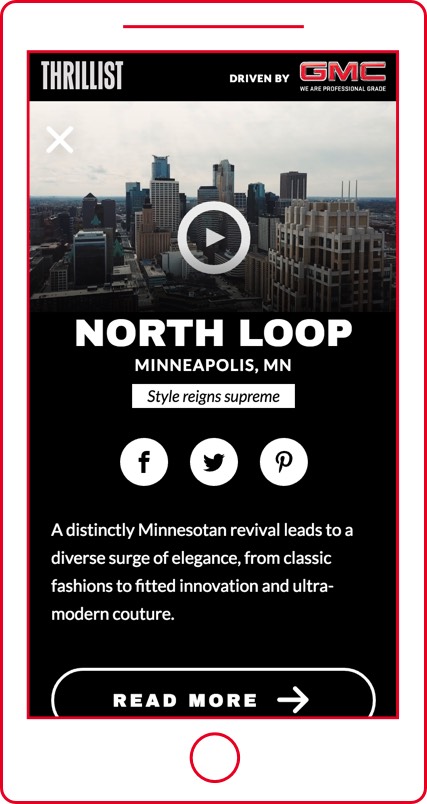 THRILLIST
DRIVEN BY
GMC
WE ARE PROFESSIONAL GRADE
NORTH LOOP
MINNEAPOLIS, MN
Style reigns supreme
A distinctly Minnesotan revival leads to a
diverse surge of elegance, from classic
fashions to fitted innovation and ultra-
modern couture.
READ MORE